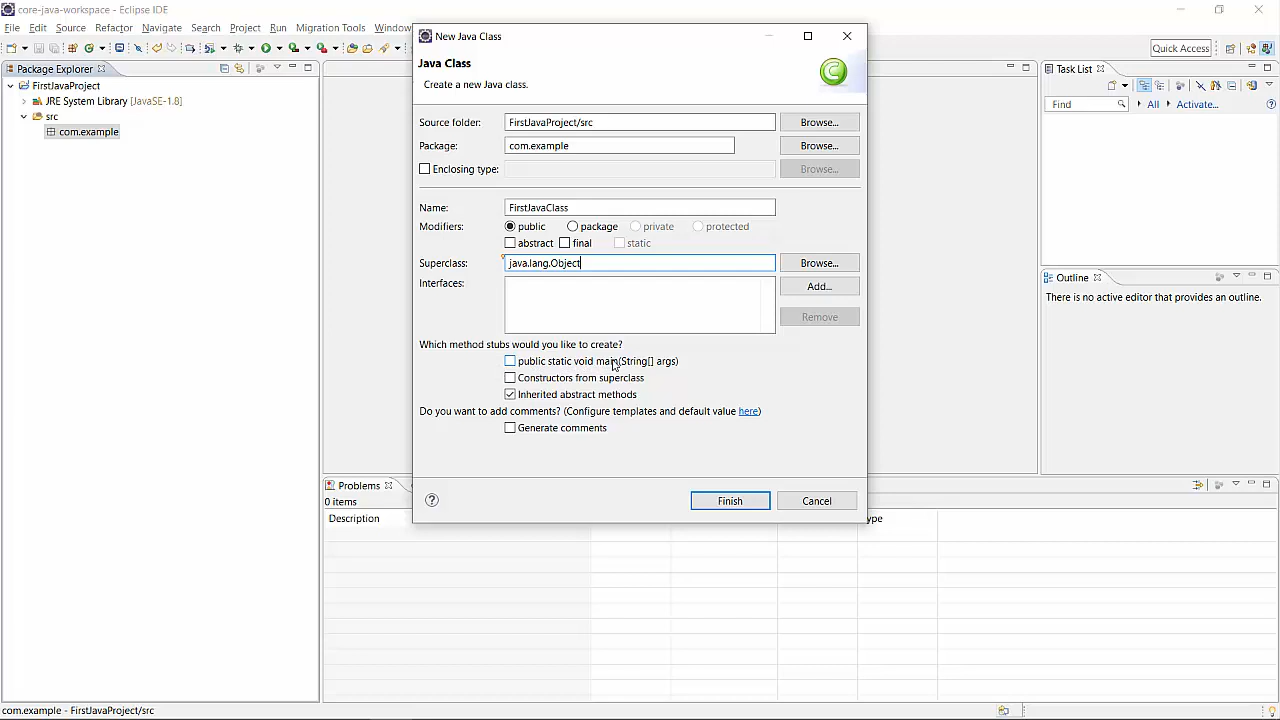 core-java-workspace - Eclipse IDE
File Edit Source Refactor Navigate Search Project Run Migration Tools Window
Quick Access
Package Explorer
FirstJavaProject
JRE System Library [JavaSE-1.8]
src
com.example
New Java Class
Java Class
Create a new Java class.
Source folder: FirstJavaProject/src Browse...
Package: com.example Browse...
Enclosing type: Browse...
Name: FirstJavaClass
Modifiers: public package private protected
abstract final static
Superclass: java.lang.Object Browse...
Interfaces: Add...
Remove
Which method stubs would you like to create?
public static void main(String[] args)
Constructors from superclass
Inherited abstract methods
Do you want to add comments? (Configure templates and default value here)
Generate comments
Finish Cancel
Task List
Find All Activate...
Outline
There is no active editor that provides an outline.
Problems
0 items
Description ype
com.example - FirstJavaProject/src